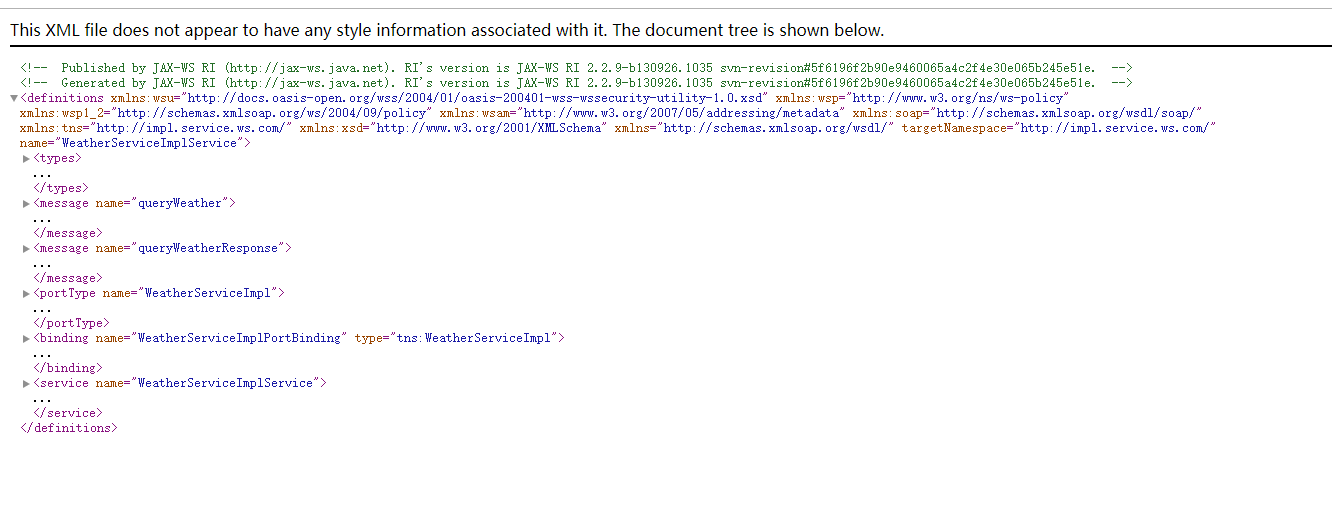 This XML file does not appear to have any style information associated with it. The document tree is shown below.
<!-- Published by JAX-WS RI (http://jax-ws.java.net). RI's version is JAX-WS RI 2.2.9-b130926.1035 svn-revision#5f6196f2b90e9460065a4c2f4e30e065b245e51e. -->
<!-- Generated by JAX-WS RI (http://jax-ws.java.net). RI's version is JAX-WS RI 2.2.9-b130926.1035 svn-revision#5f6196f2b90e9460065a4c2f4e30e065b245e51e. -->
<definitions xmlns:wsu="http://docs.oasis-open.org/wss/2004/01/oasis-200401-wss-wssecurity-utility-1.0.xsd" xmlns:wsp="http://www.w3.org/ns/ws-policy"
xmlns:wsp1_2="http://schemas.xmlsoap.org/ws/2004/09/policy" xmlns:wsam="http://www.w3.org/2007/05/addressing/metadata" xmlns:soap="http://schemas.xmlsoap.org/wsdl/soap/"
xmlns:tns="http://impl.service.ws.com/" xmlns:xsd="http://www.w3.org/2001/XMLSchema" xmlns="http://schemas.xmlsoap.org/wsdl/" targetNamespace="http://impl.service.ws.com/"
name="WeatherServiceImplService">
<types>
...
</types>
<message name="queryWeather">
...
</message>
<message name="queryWeatherResponse">
...
</message>
<portType name="WeatherServiceImpl">
...
</portType>
<binding name="WeatherServiceImplPortBinding" type="tns:WeatherServiceImpl">
...
</binding>
<service name="WeatherServiceImplService">
...
</service>
</definitions>